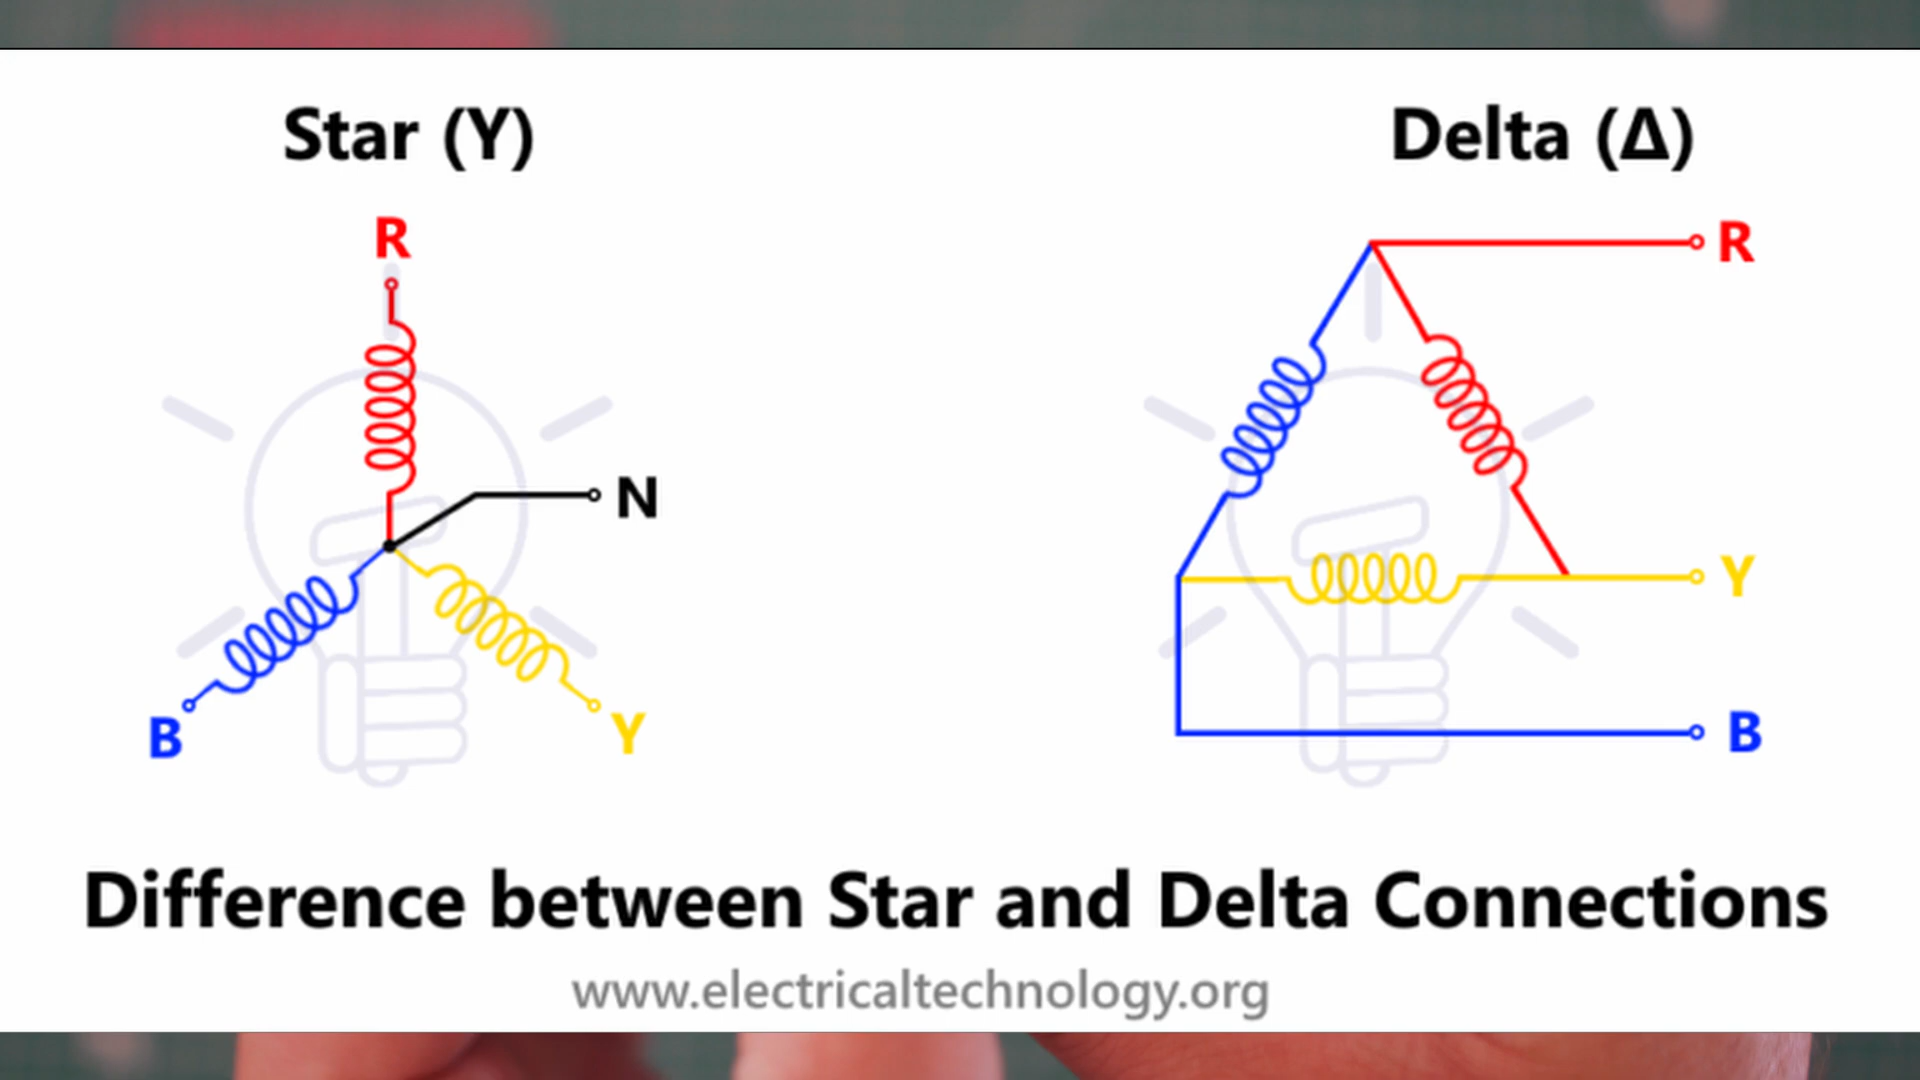 Star (Y)
Delta (Δ)
R
N
B
Y
R
Y
B
Difference between Star and Delta Connections
www.electricaltechnology.org